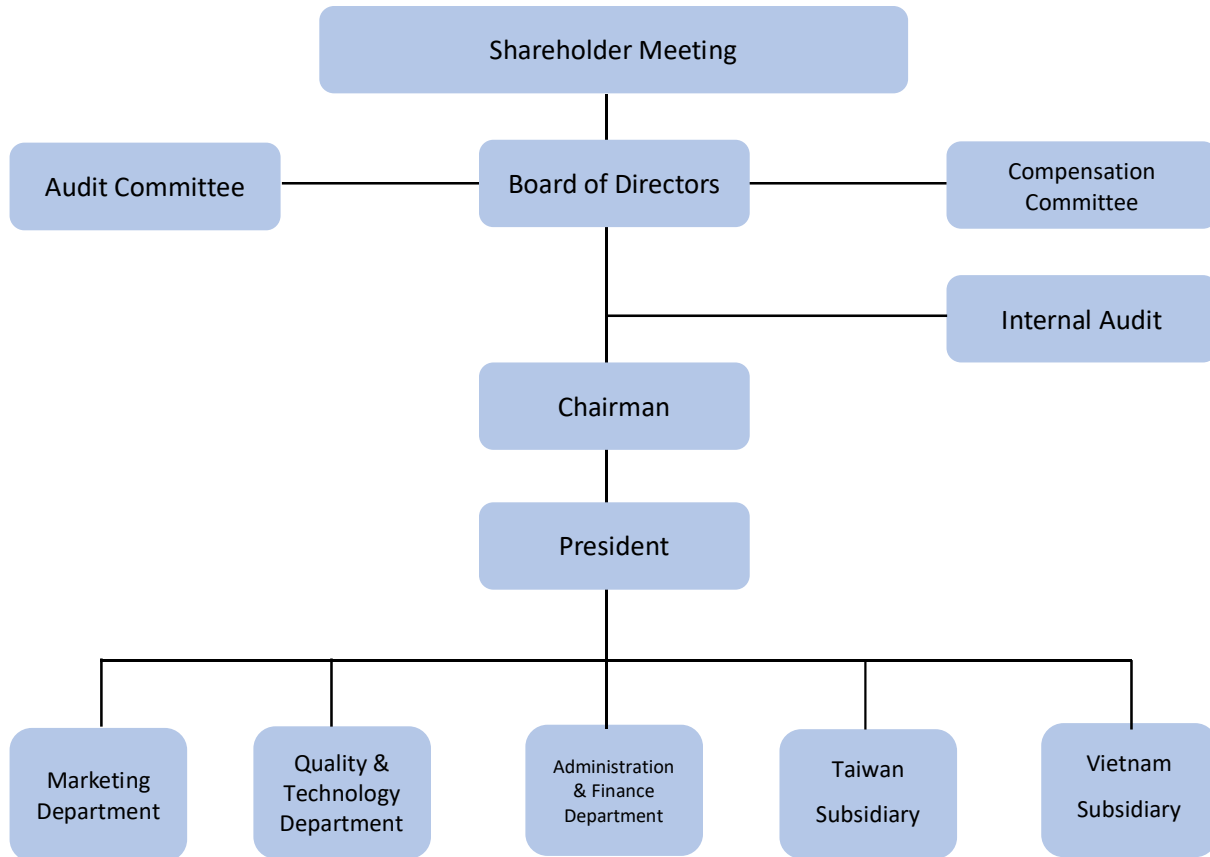 Shareholder Meeting
Audit Committee
Board of Directors
Compensation
Committee
Internal Audit
Chairman
President
Marketing
Department
Quality &
Technology
Department
Administration
& Finance
Department
Taiwan
Subsidiary
Vietnam
Subsidiary